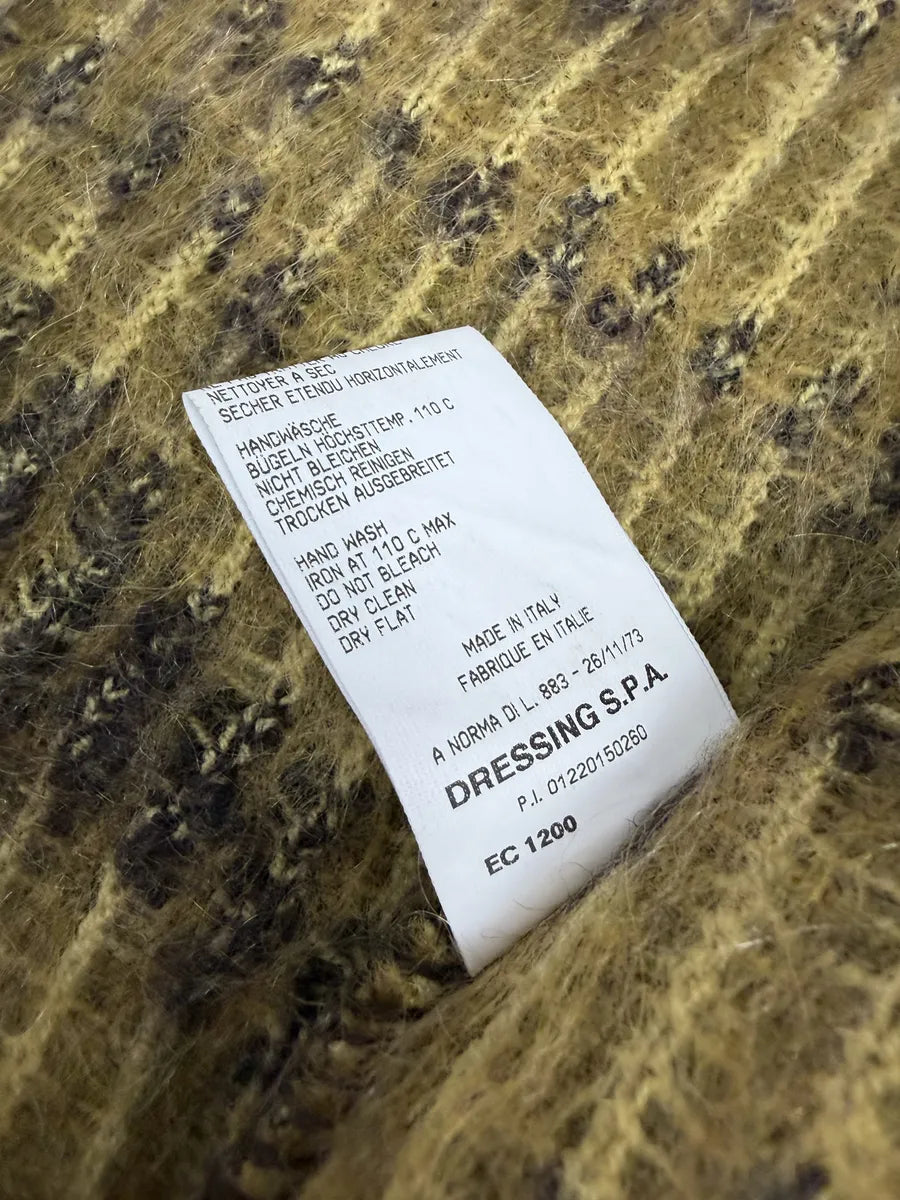 NETTOYER A SEC
SECHER ETENDU HORIZONTALEMENT
HANDWÄSCHE
BÜGELN HÖCHSTTEMP. 110 C
NICHT BLEICHEN
CHEMISCH REINIGEN
TROCKEN AUSGEBREITET
HAND WASH
IRON AT 110 C MAX
DO NOT BLEACH
DRY CLEAN
DRY FLAT
MADE IN ITALY
FABRIQUE EN ITALIE
A NORMA DI L. 883 - 26/11/73
DRESSING S.P.A.
P.I. 01220150260
EC 1200